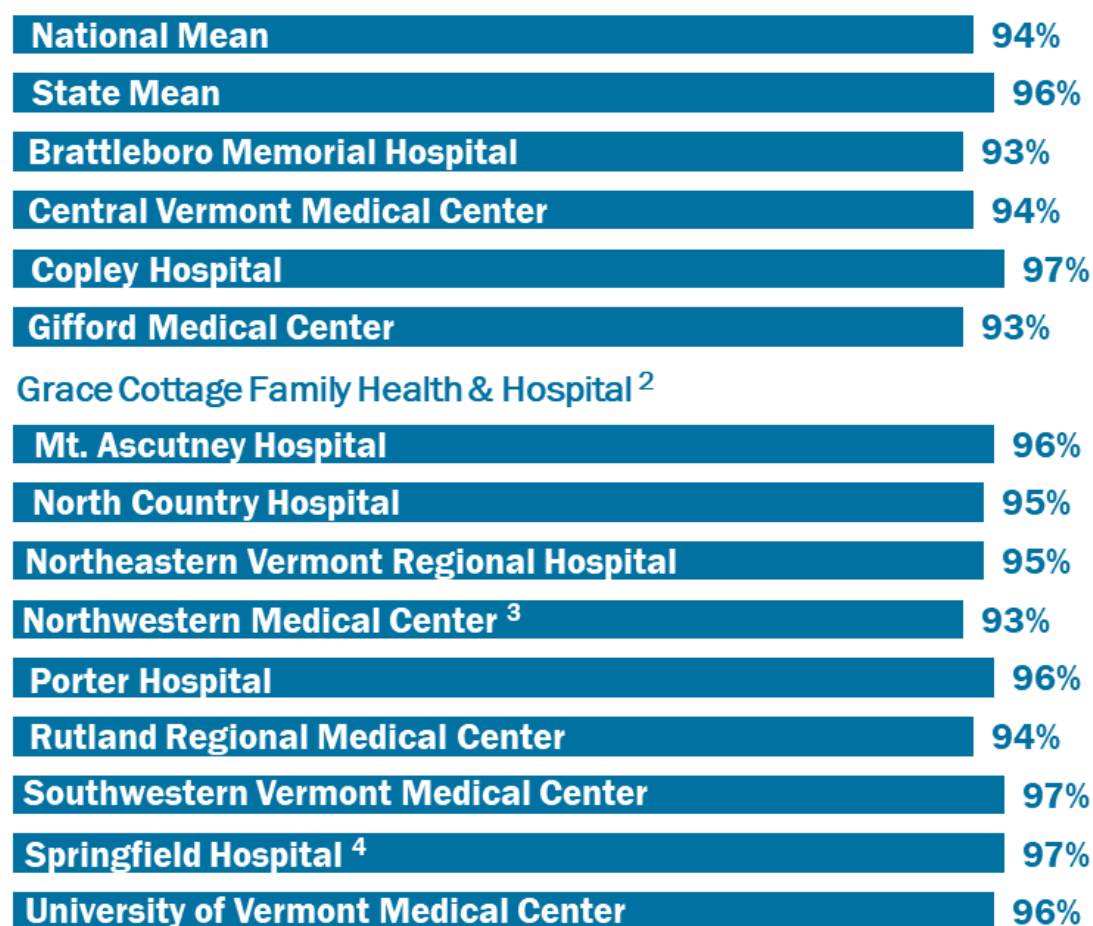 National Mean 94%
State Mean 96%
Brattleboro Memorial Hospital 93%
Central Vermont Medical Center 94%
Copley Hospital 97%
Gifford Medical Center 93%
Grace Cottage Family Health & Hospital 2
Mt. Ascutney Hospital 96%
North Country Hospital 95%
Northeastern Vermont Regional Hospital 95%
Northwestern Medical Center 3 93%
Porter Hospital 96%
Rutland Regional Medical Center 94%
Southwestern Vermont Medical Center 97%
Springfield Hospital 4 97%
University of Vermont Medical Center 96%